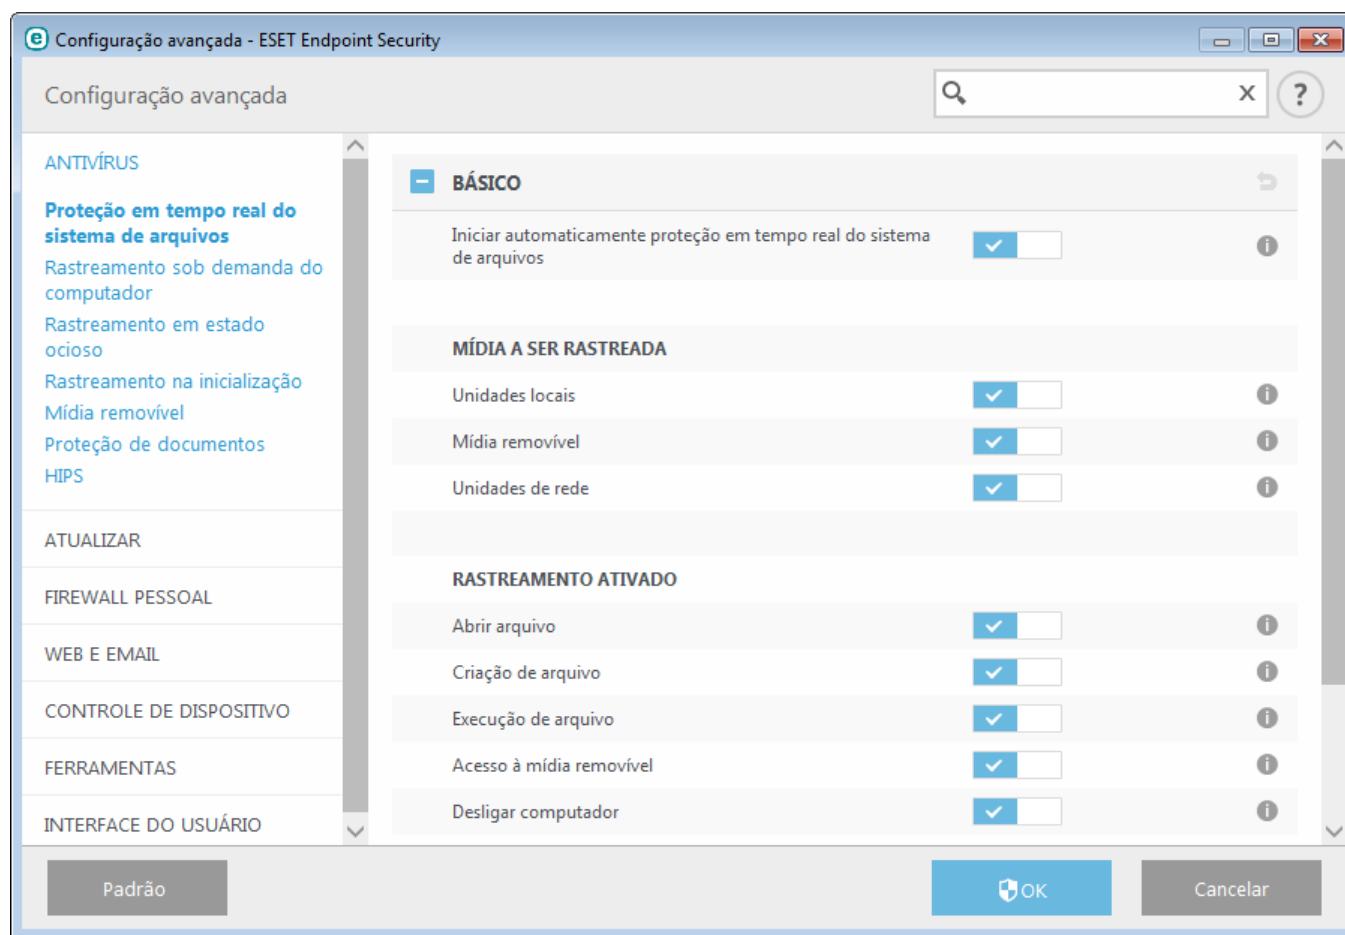 Configuração avançada - ESET Endpoint Security
Configuração avançada
X
?
ANTIVÍRUS
Proteção em tempo real do
sistema de arquivos
Rastreamento sob demanda do
computador
Rastreamento em estado
ocioso
Rastreamento na inicialização
Mídia removível
Proteção de documentos
HIPS
ATUALIZAR
FIREWALL PESSOAL
WEB E EMAIL
CONTROLE DE DISPOSITIVO
FERRAMENTAS
INTERFACE DO USUÁRIO
BÁSICO
Iniciar automaticamente proteção em tempo real do sistema
de arquivos
MÍDIA A SER RASTREADA
Unidades locais
Mídia removível
Unidades de rede
RASTREAMENTO ATIVADO
Abrir arquivo
Criação de arquivo
Execução de arquivo
Acesso à mídia removível
Desligar computador
Padrão
OK
Cancelar